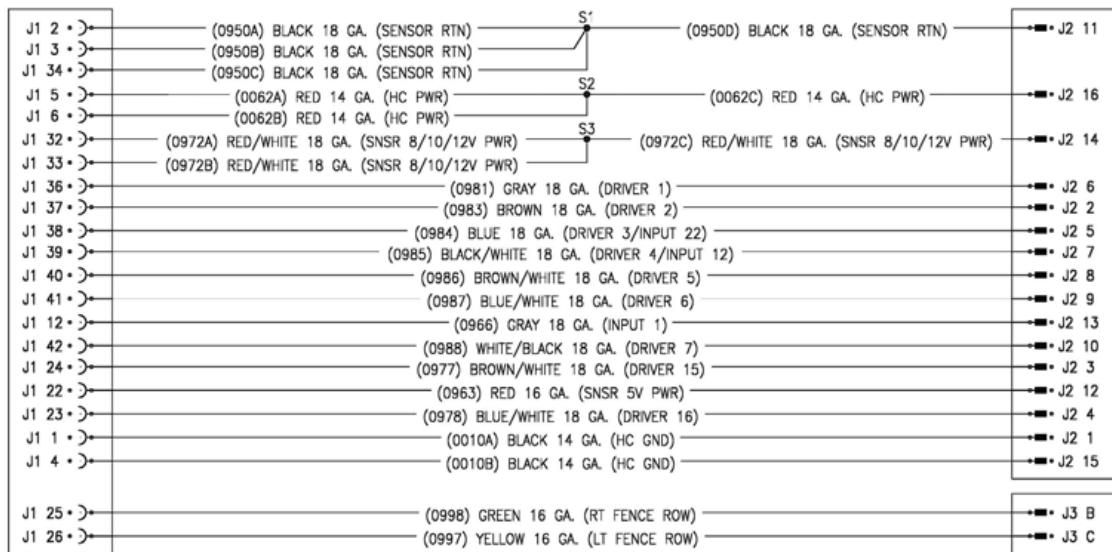 J1 2 (0950A) BLACK 18 GA. (SENSOR RTN) S1 (0950D) BLACK 18 GA. (SENSOR RTN) J2 11
J1 3 (0950B) BLACK 18 GA. (SENSOR RTN)
J1 34 (0950C) BLACK 18 GA. (SENSOR RTN)
J1 5 (0062A) RED 14 GA. (HC PWR) S2 (0062C) RED 14 GA. (HC PWR) J2 16
J1 6 (0062B) RED 14 GA. (HC PWR)
J1 32 (0972A) RED/WHITE 18 GA. (SNSR 8/10/12V PWR) S3 (0972C) RED/WHITE 18 GA. (SNSR 8/10/12V PWR) J2 14
J1 33 (0972B) RED/WHITE 18 GA. (SNSR 8/10/12V PWR)
J1 36 (0981) GRAY 18 GA. (DRIVER 1) J2 6
J1 37 (0983) BROWN 18 GA. (DRIVER 2) J2 2
J1 38 (0984) BLUE 18 GA. (DRIVER 3/INPUT 22) J2 5
J1 39 (0985) BLACK/WHITE 18 GA. (DRIVER 4/INPUT 12) J2 7
J1 40 (0986) BROWN/WHITE 18 GA. (DRIVER 5) J2 8
J1 41 (0987) BLUE/WHITE 18 GA. (DRIVER 6) J2 9
J1 12 (0966) GRAY 18 GA. (INPUT 1) J2 13
J1 42 (0988) WHITE/BLACK 18 GA. (DRIVER 7) J2 10
J1 24 (0977) BROWN/WHITE 18 GA. (DRIVER 15) J2 3
J1 22 (0963) RED 16 GA. (SNSR 5V PWR) J2 12
J1 23 (0978) BLUE/WHITE 18 GA. (DRIVER 16) J2 4
J1 1 (0010A) BLACK 14 GA. (HC GND) J2 1
J1 4 (0010B) BLACK 14 GA. (HC GND) J2 15
J1 25 (0998) GREEN 16 GA. (RT FENCE ROW) J3 B
J1 26 (0997) YELLOW 16 GA. (LT FENCE ROW) J3 C